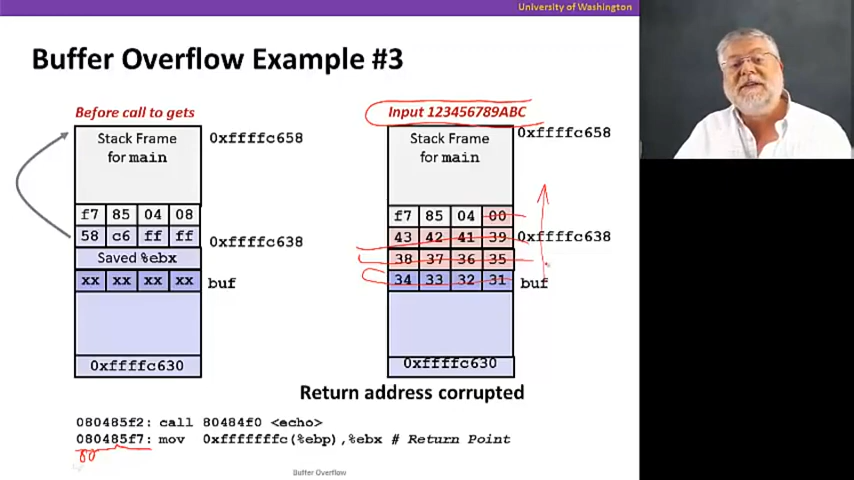 University of Washington
Buffer Overflow Example #3
Before call to gets
Input 123456789ABC
Stack Frame
for main
0xffffc658
f7 85 04 08
58 c6 ff ff
0xffffc638
Saved %ebx
xx xx xx xx
buf
0xffffc630
Stack Frame
for main
0xffffc658
f7 85 04 00
43 42 41 39
0xffffc638
38 37 36 35
34 33 32 31
buf
0xffffc630
Return address corrupted
080485f2: call 80484f0 <echo>
080485f7: mov 0xfffffffc(%ebp),%ebx # Return Point
00
Buffer Overflow